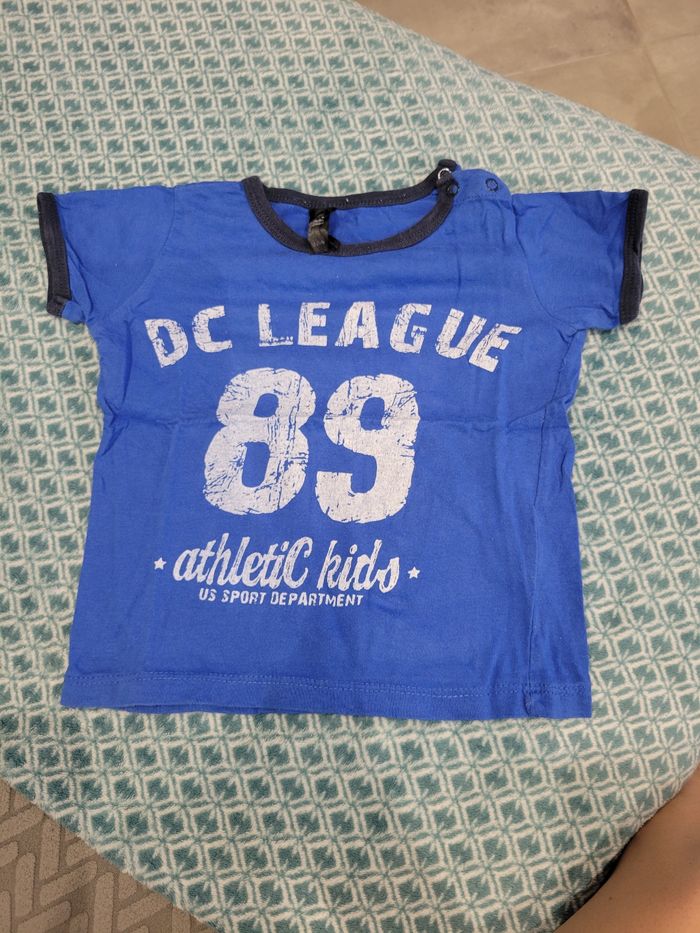 DC LEAGUE
89
athletiC kids
US SPORT DEPARTMENT